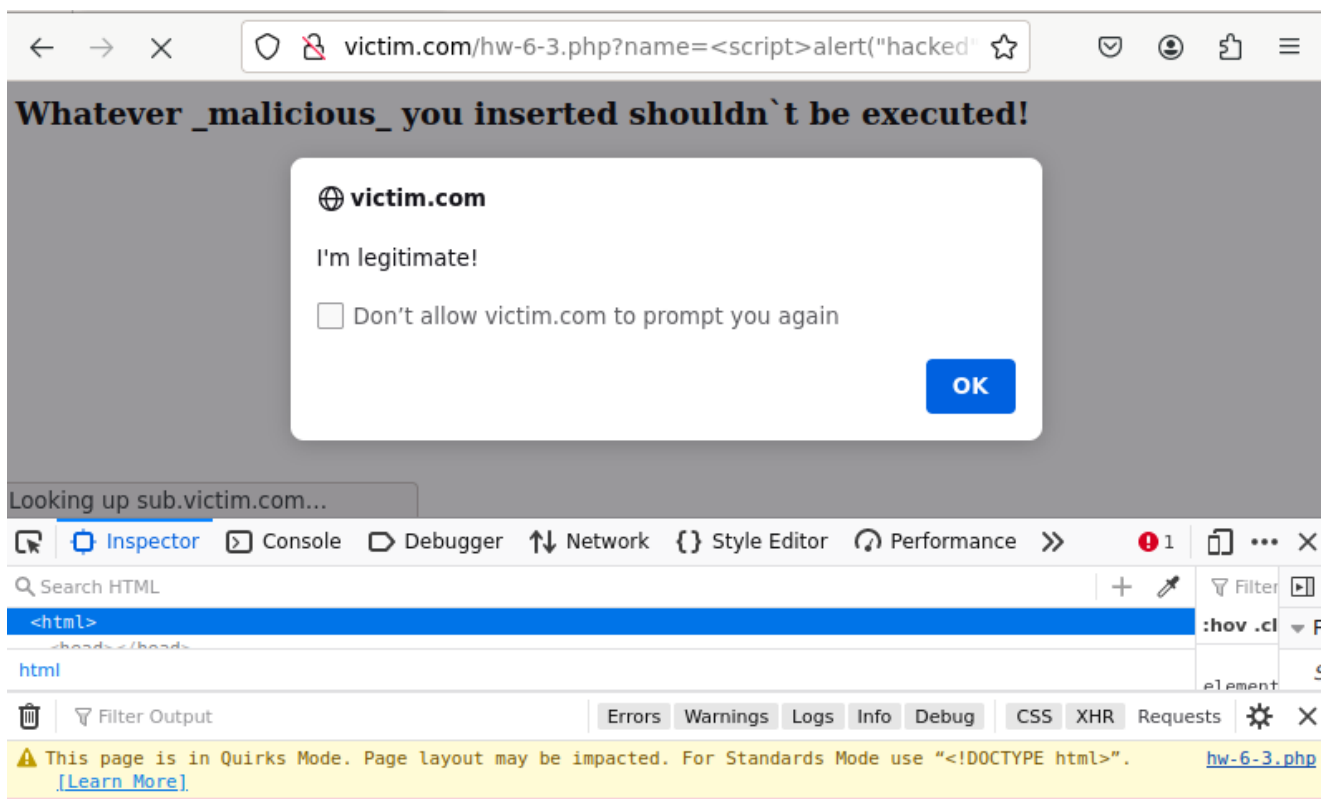 victim.com/hw-6-3.php?name=<script>alert("hacked"
Whatever _malicious_ you inserted shouldn`t be executed!
victim.com
I'm legitimate!
Don’t allow victim.com to prompt you again
OK
Looking up sub.victim.com...
Inspector Console Debugger Network {} Style Editor Performance 1
Search HTML + Filter
<html> :hov .cl
<head></head>
html
element
Filter Output Errors Warnings Logs Info Debug CSS XHR Requests
This page is in Quirks Mode. Page layout may be impacted. For Standards Mode use “<!DOCTYPE html>”. hw-6-3.php
[Learn More]